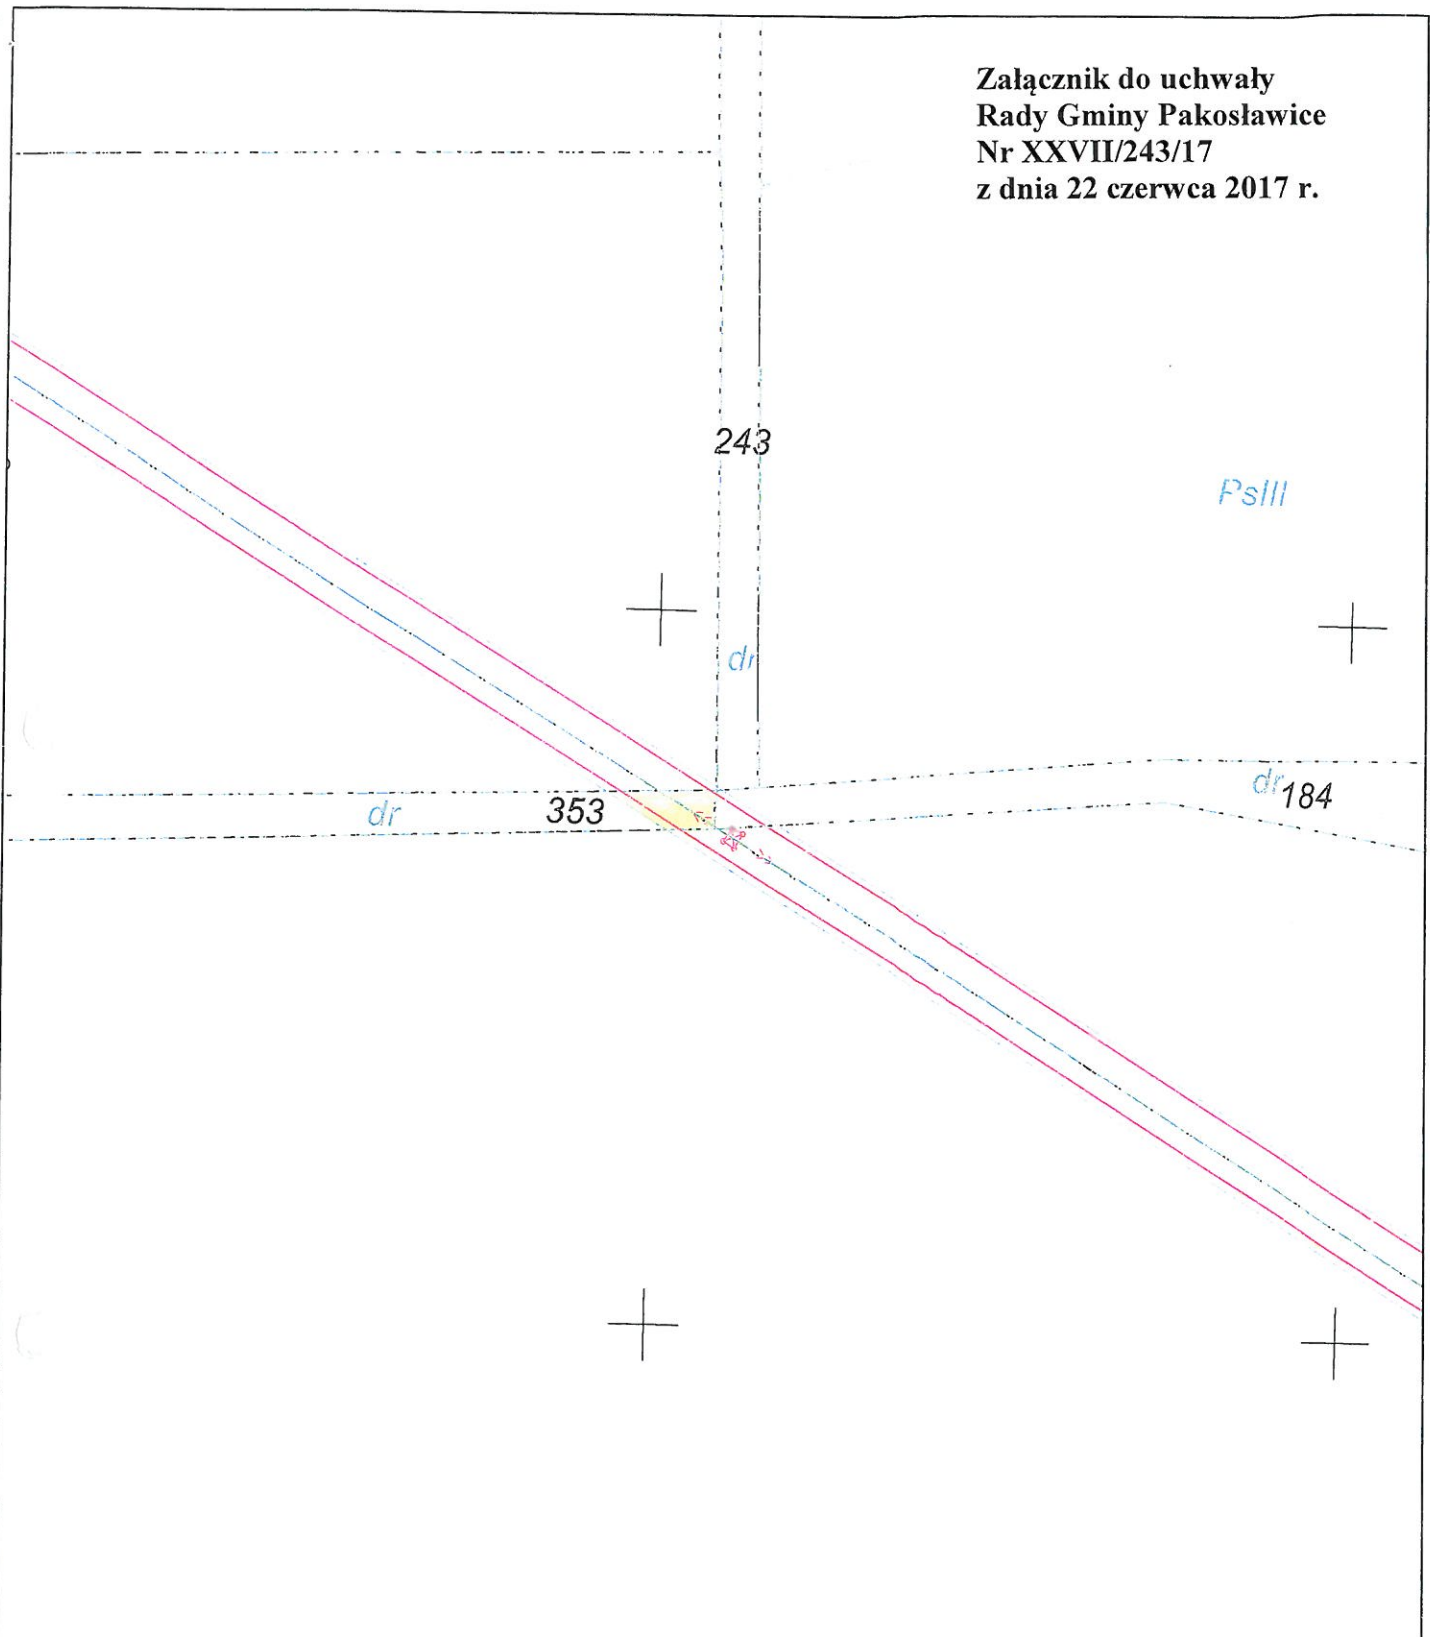 Załącznik do uchwały
Rady Gminy Pakosławice
Nr XXVII/243/17
z dnia 22 czerwca 2017 r.
243
PsIII
dr
dr
184
353
dr